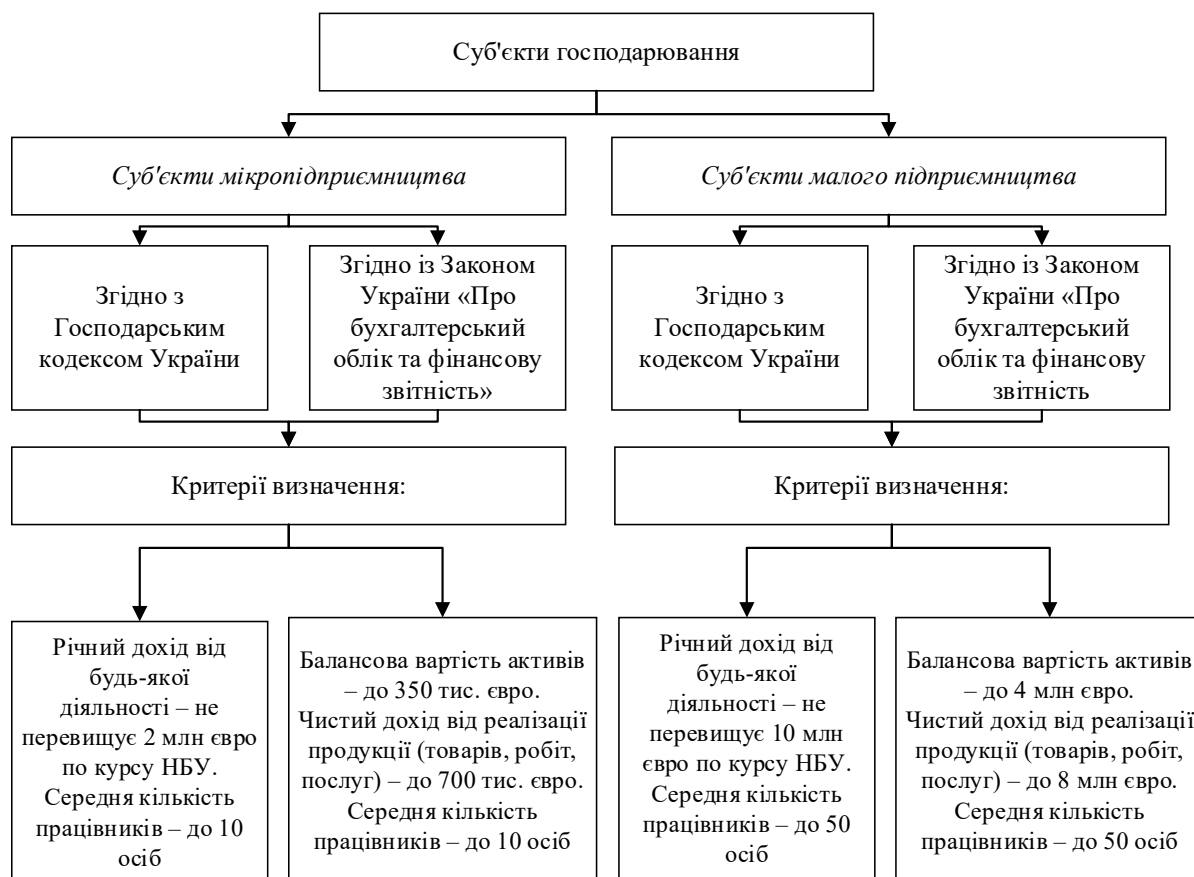 Суб'єкти господарювання
Суб'єкти мікропідприємництва
Суб'єкти малого підприємництва
Згідно з
Господарським
кодексом України
Згідно із Законом
України «Про
бухгалтерський
облік та фінансову
звітність»
Згідно з
Господарським
кодексом України
Згідно із Законом
України «Про
бухгалтерський
облік та фінансову
звітність
Критерії визначення:
Критерії визначення:
Річний дохід від
будь-якої
діяльності – не
перевищує 2 млн євро
по курсу НБУ.
Середня кількість
працівників – до 10
осіб
Балансова вартість активів
– до 350 тис. євро.
Чистий дохід від реалізації
продукції (товарів, робіт,
послуг) – до 700 тис. євро.
Середня кількість
працівників – до 10 осіб
Річний дохід від
будь-якої
діяльності – не
перевищує 10 млн
євро по курсу НБУ.
Середня кількість
працівників – до 50
осіб
Балансова вартість активів
– до 4 млн євро.
Чистий дохід від реалізації
продукції (товарів, робіт,
послуг) – до 8 млн євро.
Середня кількість
працівників – до 50 осіб